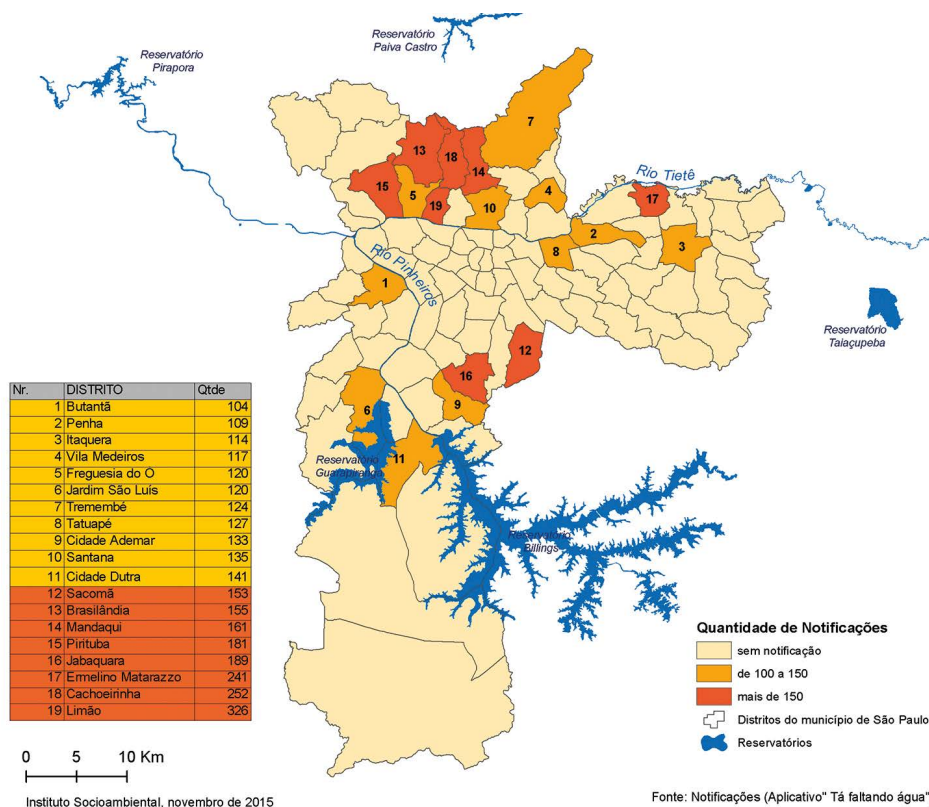 Reservatório
Paiva Castro
Reservatório
Pirapora
7
13
18
14
15
5
19
10
4
Rio Tietê
17
2
8
3
Rio Pinheiros
1
Reservatório
Taiaçupeba
12
16
9
6
11
Reservatório
Guarapiranga
Reservatório
Billings
Nr. DISTRITO Qtde
1 Butantã 104
2 Penha 109
3 Itaquera 114
4 Vila Medeiros 117
5 Freguesia do O 120
6 Jardim São Luís 120
7 Tremembé 124
8 Tatuapé 127
9 Cidade Ademar 133
10 Santana 135
11 Cidade Dutra 141
12 Sacomã 153
13 Brasilândia 155
14 Mandaqui 161
15 Pirituba 181
16 Jabaquara 189
17 Ermelino Matarazzo 241
18 Cachoeirinha 252
19 Limão 326
Quantidade de Notificações
sem notificação
de 100 a 150
mais de 150
Distritos do município de São Paulo
Reservatórios
0 5 10 Km
Instituto Socioambiental, novembro de 2015
Fonte: Notificações (Aplicativo" Tá faltando água"